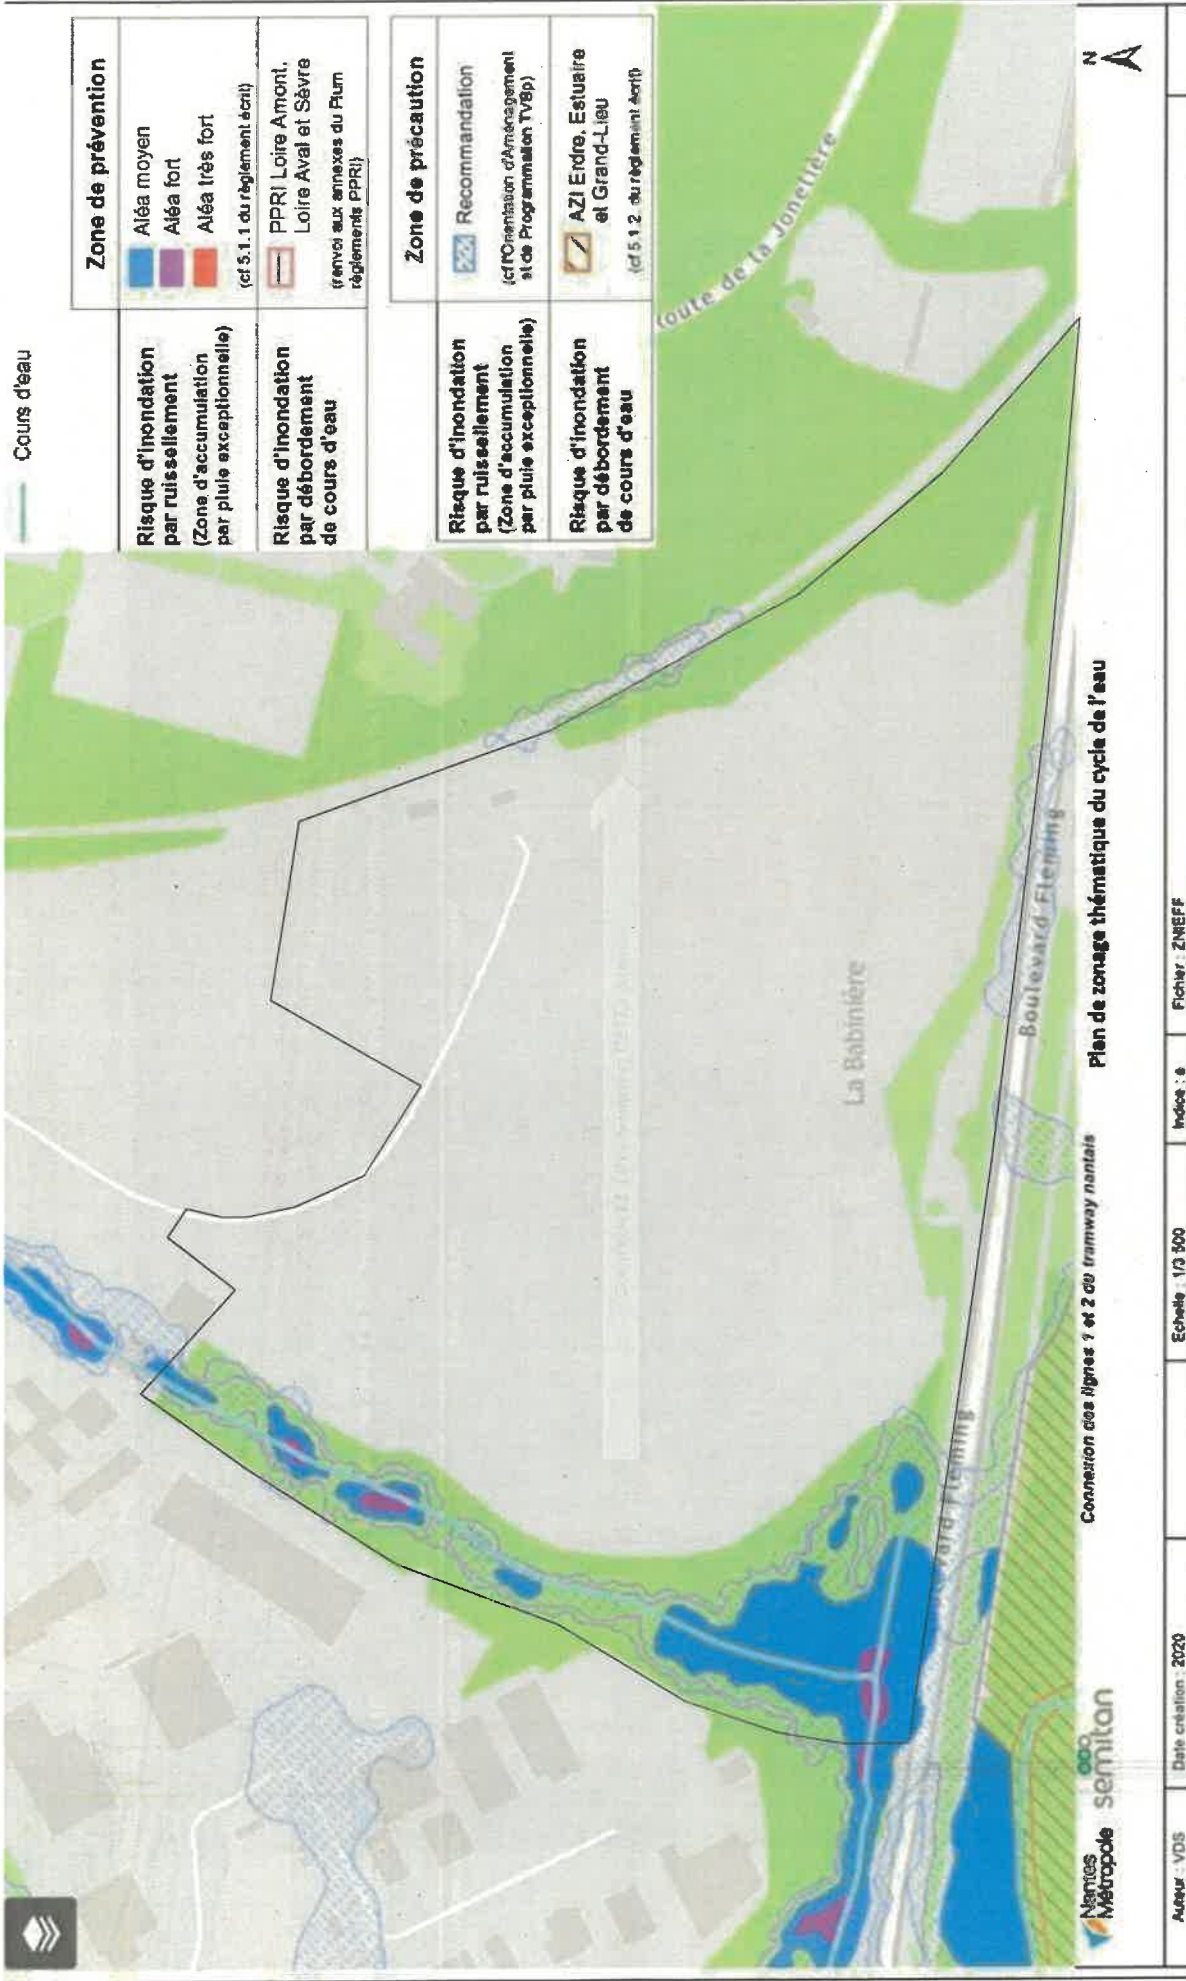 Cours d'eau
Zone de prévention
Risque d'inondation
par ruissellement
(Zone d'accumulation
par pluie exceptionnelle)
Aléa moyen
Aléa fort
Aléa très fort
(cf 5.1.1 du règlement écrit)
Risque d'inondation
par débordement
de cours d'eau
PPRI Loire Amont,
Loire Aval et Sèvre
(renvoi aux annexes du Plum
règlements PPRI)
Zone de précaution
Risque d'inondation
par ruissellement
(Zone d'accumulation
par pluie exceptionnelle)
Recommandation
(cf l'Orientation d'Aménagement
et de Programmation TVBp)
Risque d'inondation
par débordement
de cours d'eau
AZI Erdre, Estuaire
et Grand-Lieu
(cf 5.1.2 du règlement écrit)
Route de la Jonelière
La Babinière
Boulevard Fleming
vard Fleming
N
Nantes
Métropole
semitan
Connexion des lignes 1 et 2 du tramway nantais
Plan de zonage thématique du cycle de l'eau
Auteur : VDS
Date création : 2020
Echelle : 1/3 500
Indice : a
Fichier : ZNIEFF